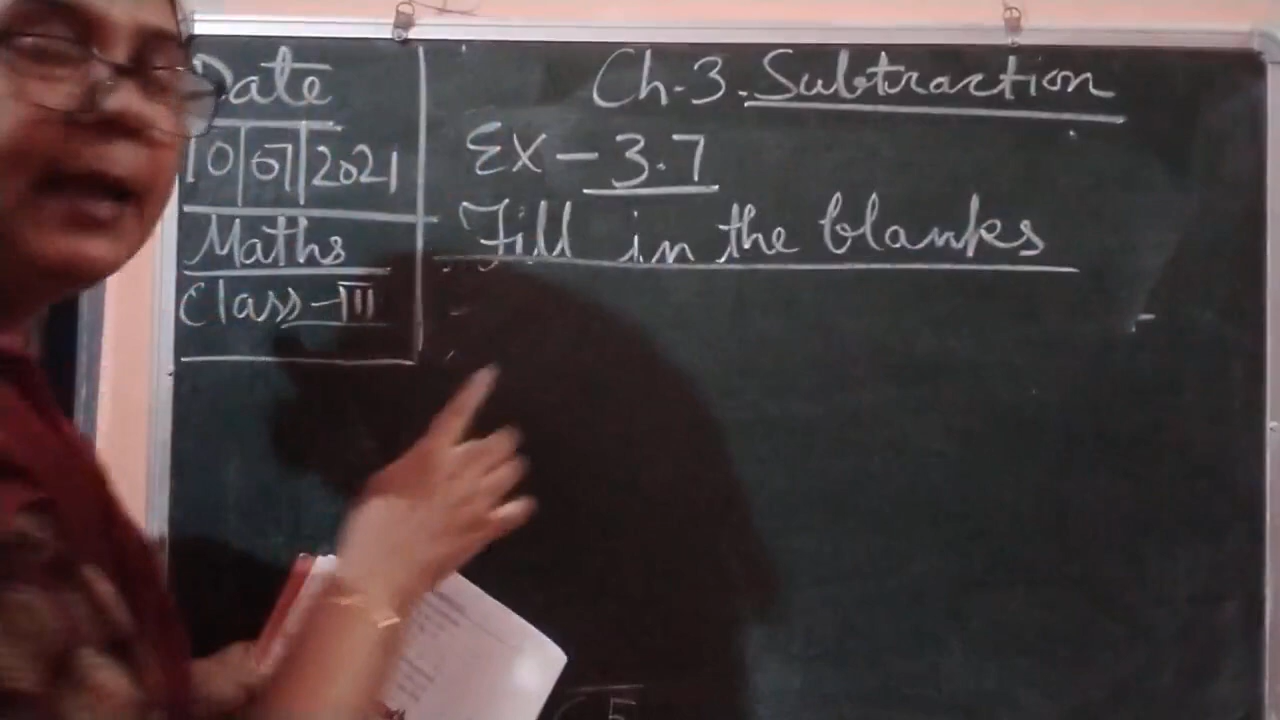 Date
10|07|2021
Maths
Class-III
Ch-3. Subtraction
EX-3.7
Fill in the blanks